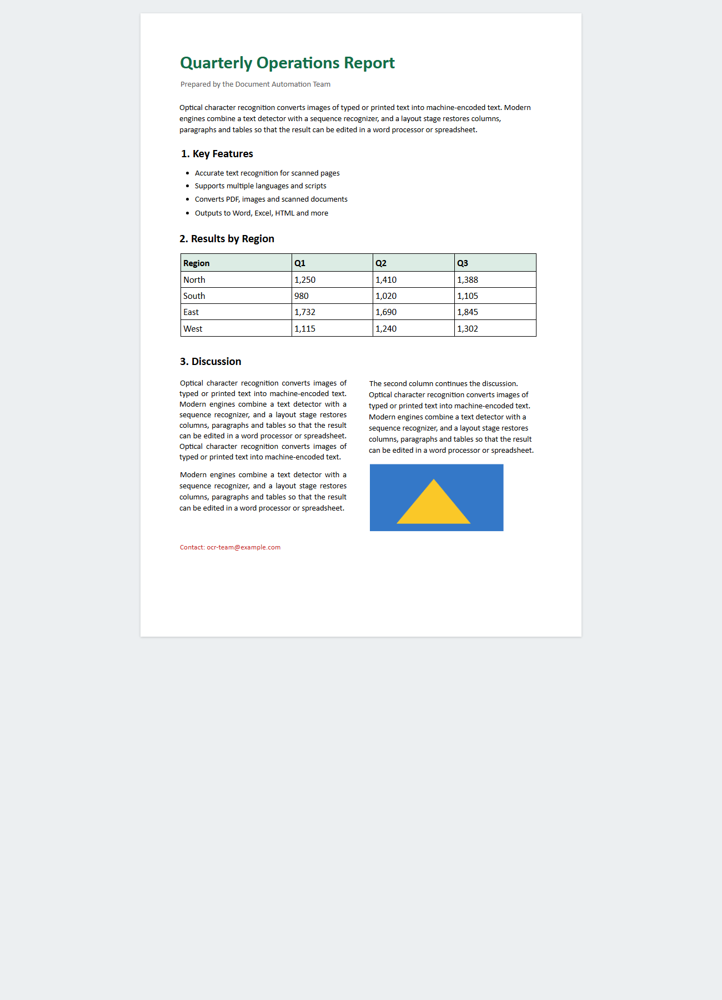 Quarterly Operations Report
Prepared by the Document Automation Team
Optical character recognition converts images of typed or printed text into machine-encoded text. Modern
engines combine a text detector with a sequence recognizer, and a layout stage restores columns,
paragraphs and tables so that the result can be edited in a word processor or spreadsheet.
1. Key Features
• Accurate text recognition for scanned pages
• Supports multiple languages and scripts
• Converts PDF, images and scanned documents
• Outputs to Word, Excel, HTML and more
2. Results by Region
Region Q1 Q2 Q3
North 1,250 1,410 1,388
South 980 1,020 1,105
East 1,732 1,690 1,845
West 1,115 1,240 1,302
3. Discussion
Optical character recognition converts images of
typed or printed text into machine-encoded text.
Modern engines combine a text detector with a
sequence recognizer, and a layout stage restores
columns, paragraphs and tables so that the result
can be edited in a word processor or spreadsheet.
Optical character recognition converts images of
typed or printed text into machine-encoded text.
Modern engines combine a text detector with a
sequence recognizer, and a layout stage restores
columns, paragraphs and tables so that the result
can be edited in a word processor or spreadsheet.
The second column continues the discussion.
Optical character recognition converts images of
typed or printed text into machine-encoded text.
Modern engines combine a text detector with a
sequence recognizer, and a layout stage restores
columns, paragraphs and tables so that the result
can be edited in a word processor or spreadsheet.
Contact: ocr-team@example.com